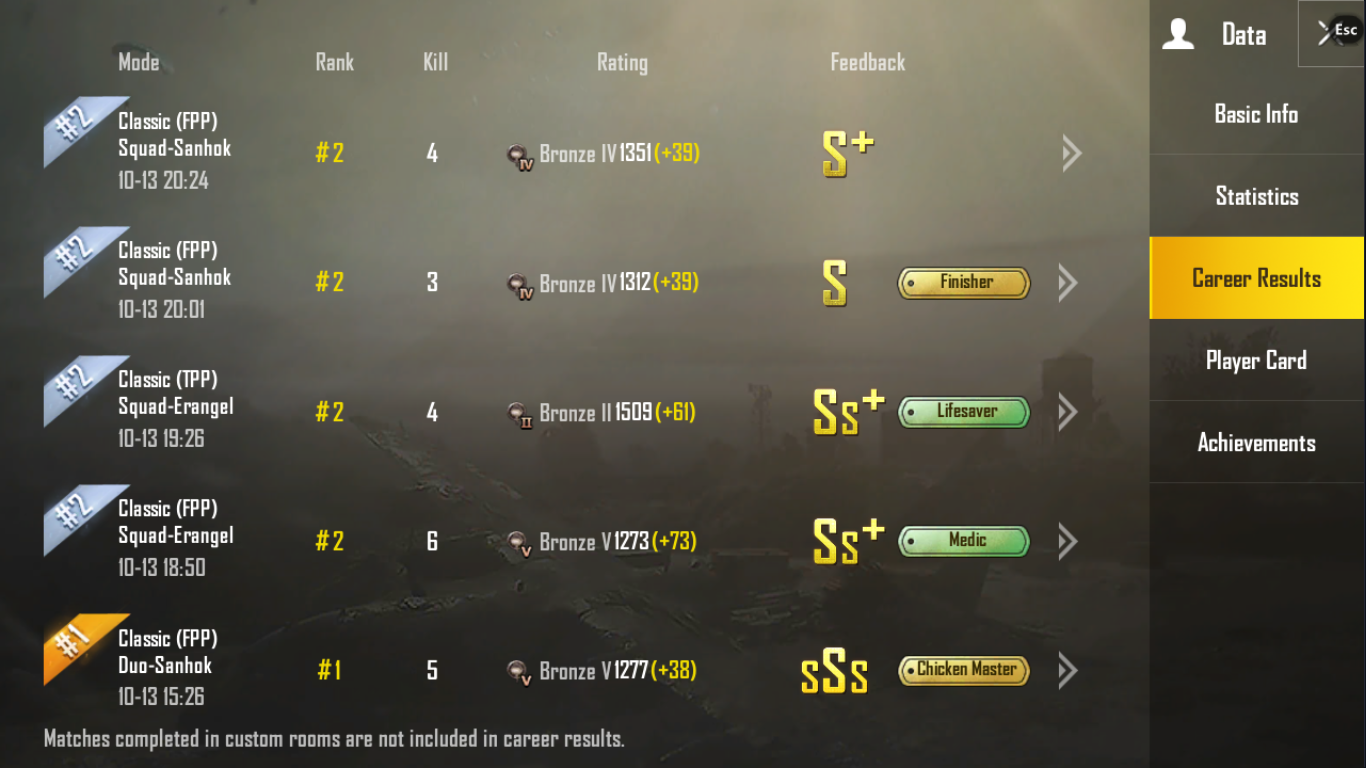 Mode Rank Kill Rating Feedback
#2
Classic (FPP)
Squad-Sanhok
10-13 20:24
#2 4 IV Bronze IV 1351 (+39) S+
#2
Classic (FPP)
Squad-Sanhok
10-13 20:01
#2 3 IV Bronze IV 1312 (+39) S Finisher
#2
Classic (TPP)
Squad-Erangel
10-13 19:26
#2 4 II Bronze II 1509 (+61) Ss+ Lifesaver
#2
Classic (FPP)
Squad-Erangel
10-13 18:50
#2 6 V Bronze V 1273 (+73) Ss+ Medic
#1
Classic (FPP)
Duo-Sanhok
10-13 15:26
#1 5 V Bronze V 1277 (+38) sSs Chicken Master
Matches completed in custom rooms are not included in career results.
Data Esc
Basic Info
Statistics
Career Results
Player Card
Achievements